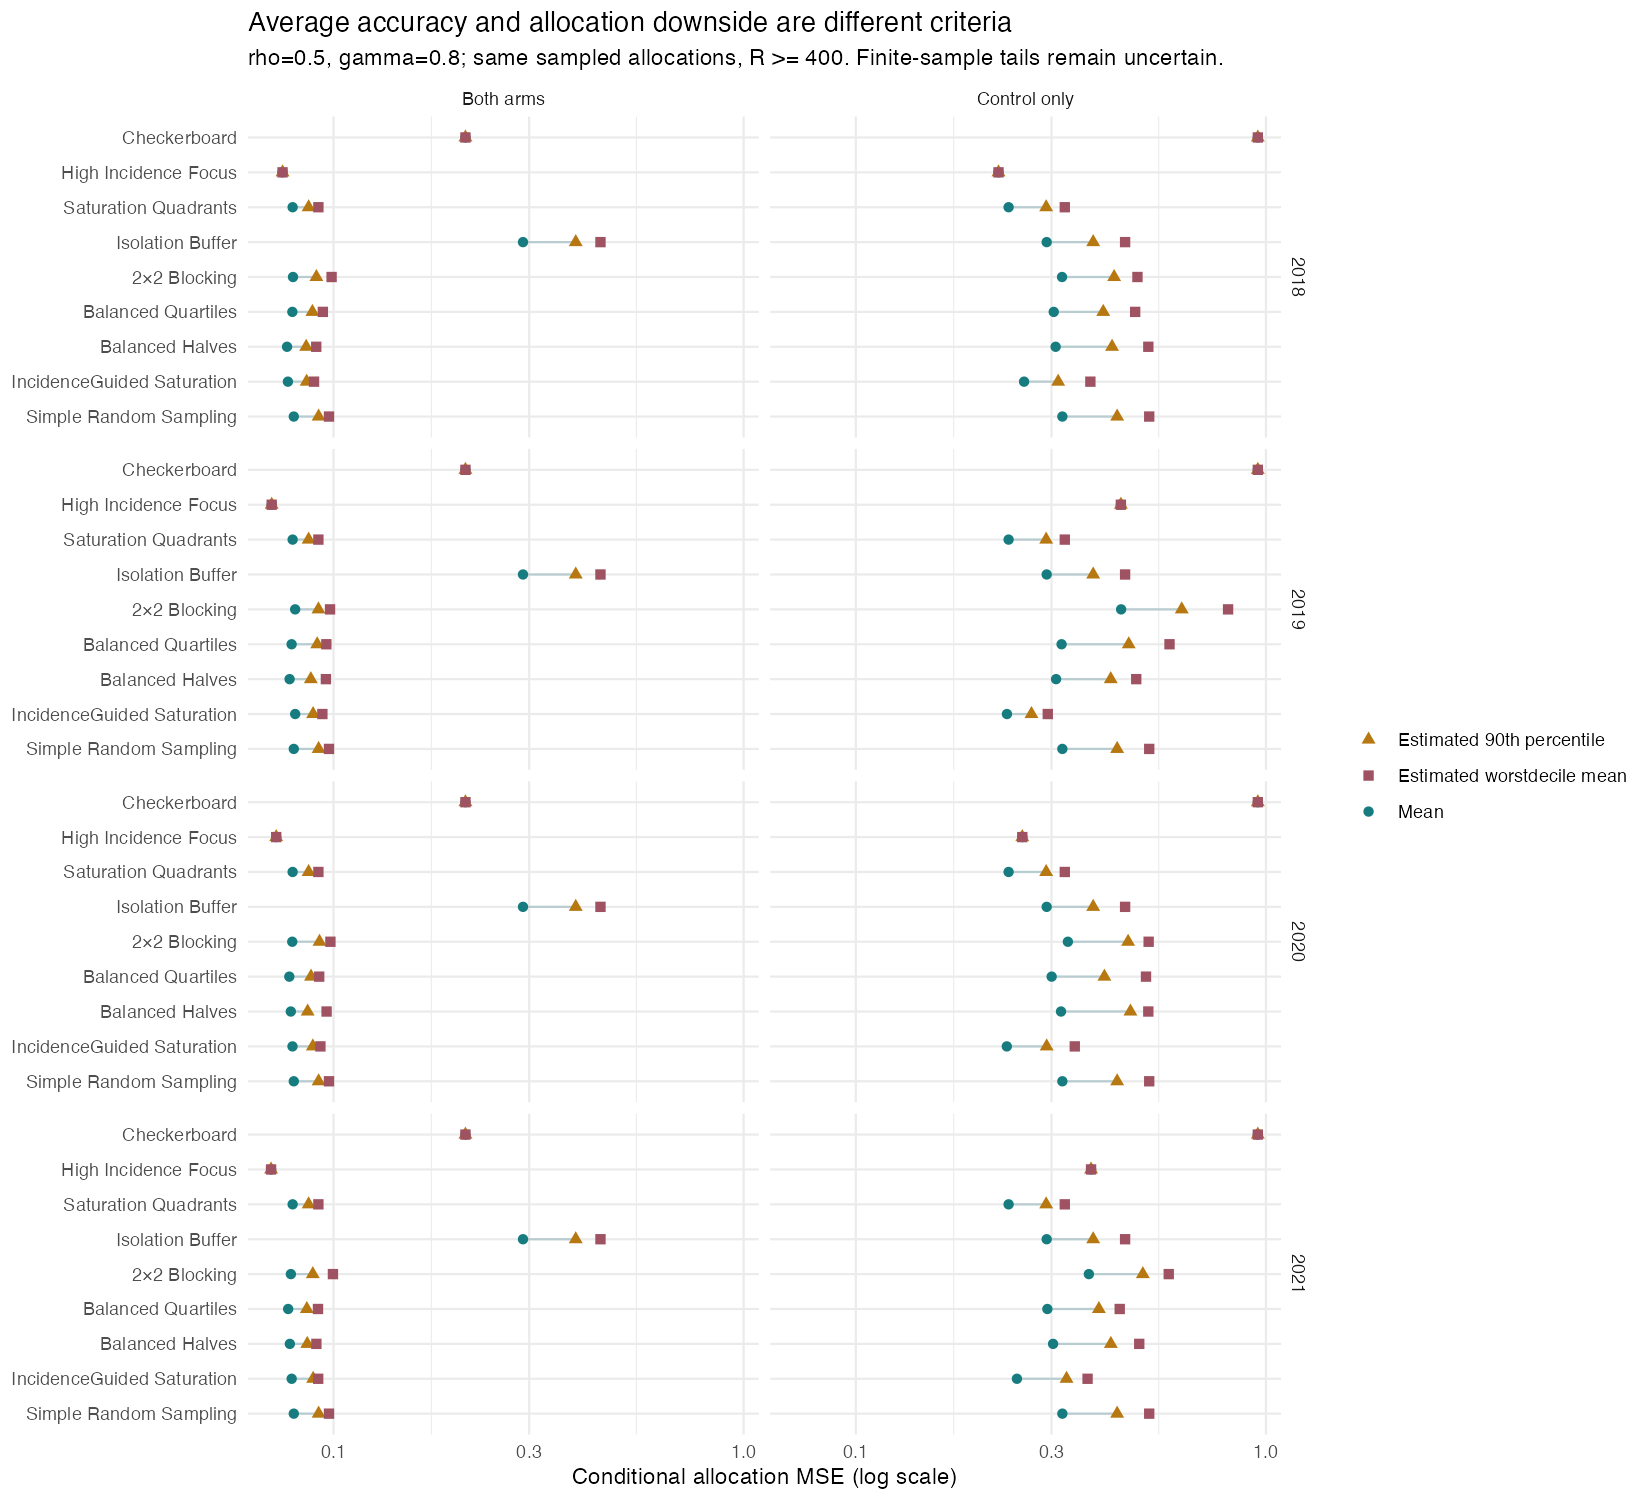 Average accuracy and allocation downside are different criteria
rho=0.5, gamma=0.8; same sampled allocations, R >= 400. Finite-sample tails remain uncertain.
Both arms
Control only
Checkerboard
High Incidence Focus
Saturation Quadrants
Isolation Buffer
2×2 Blocking
Balanced Quartiles
Balanced Halves
IncidenceGuided Saturation
Simple Random Sampling
2018
Checkerboard
High Incidence Focus
Saturation Quadrants
Isolation Buffer
2×2 Blocking
Balanced Quartiles
Balanced Halves
IncidenceGuided Saturation
Simple Random Sampling
2019
Checkerboard
High Incidence Focus
Saturation Quadrants
Isolation Buffer
2×2 Blocking
Balanced Quartiles
Balanced Halves
IncidenceGuided Saturation
Simple Random Sampling
2020
Checkerboard
High Incidence Focus
Saturation Quadrants
Isolation Buffer
2×2 Blocking
Balanced Quartiles
Balanced Halves
IncidenceGuided Saturation
Simple Random Sampling
2021
0.1 0.3 1.0 0.1 0.3 1.0
Conditional allocation MSE (log scale)
Estimated 90th percentile
Estimated worstdecile mean
Mean